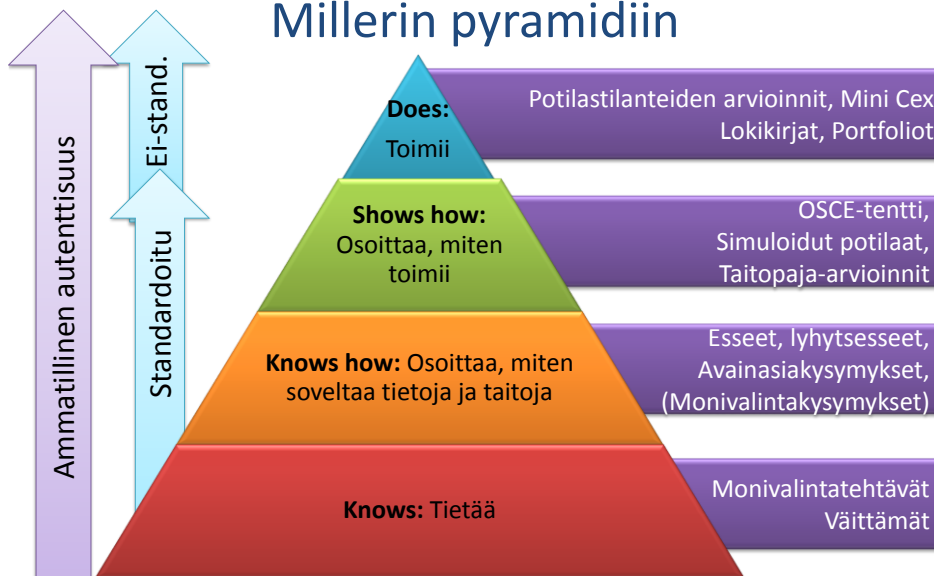 Millerin pyramidiin
Ammatillinen autenttisuus
Ei-stand.
Standardoitu
Does:
Toimii
Potilastilanteiden arvioinnit, Mini Cex
Lokikirjat, Portfoliot
Shows how:
Osoittaa, miten
toimii
OSCE-tentti,
Simuloidut potilaat,
Taitopaja-arvioinnit
Knows how: Osoittaa, miten
soveltaa tietoja ja taitoja
Esseet, lyhytsesseet,
Avainasiakysymykset,
(Monivalintakysymykset)
Knows: Tietää
Monivalintatehtävät
Väittämät